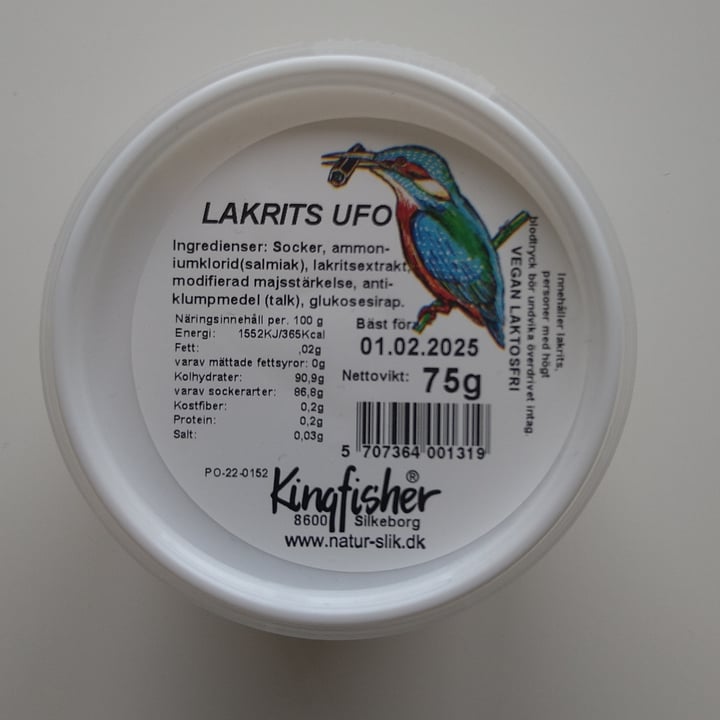 LAKRITS UFO
Ingredienser: Socker, ammon-
iumklorid(salmiak), lakritsextrakt,
modifierad majsstärkelse, anti-
klumpmedel (talk), glukosesirap.
Näringsinnehåll per. 100 g
Energi: 1552KJ/365Kcal
Fett: ,02g
varav mättade fettsyror: 0g
Kolhydrater: 90,9g
varav sockerarter: 86,8g
Kostfiber: 0,2g
Protein: 0,2g
Salt: 0,03g
Bäst för
01.02.2025
Nettovikt: 75g
5 707364 001319
PO-22-0152
Kingfisher®
8600 Silkeborg
www.natur-slik.dk
Innehåller lakrits,
personer med högt
blodtryck bör undvika överdrivet intag.
VEGAN LAKTOSFRI